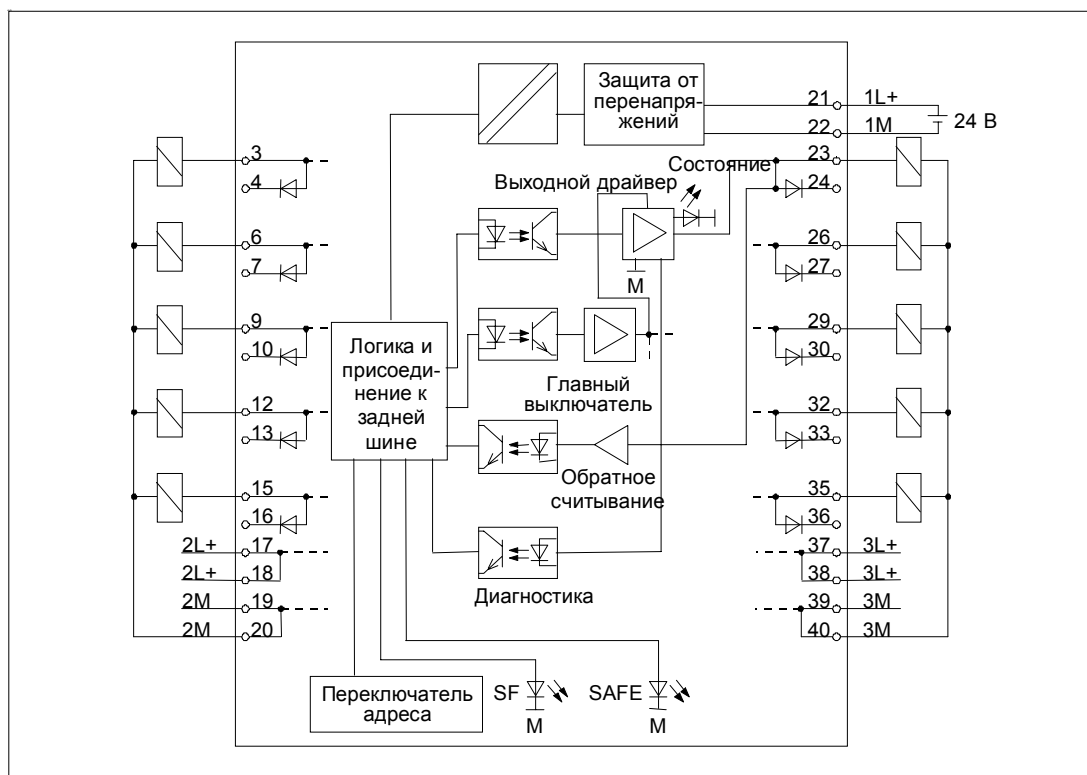 Защита от
перенапря-
жений
21 1L+
22 1M
24 В
Состояние
Выходной драйвер
3
4
23
24
6
7
M
26
27
9
10
Логика и
присоеди-
нение к
задней
шине
29
30
Главный
выключатель
12
13
32
33
Обратное
считывание
15
16
35
36
2L+ 17
2L+ 18
2M 19
2M 20
37 3L+
38 3L+
39 3M
40 3M
Диагностика
Переключатель
адреса
SF
M
SAFE
M